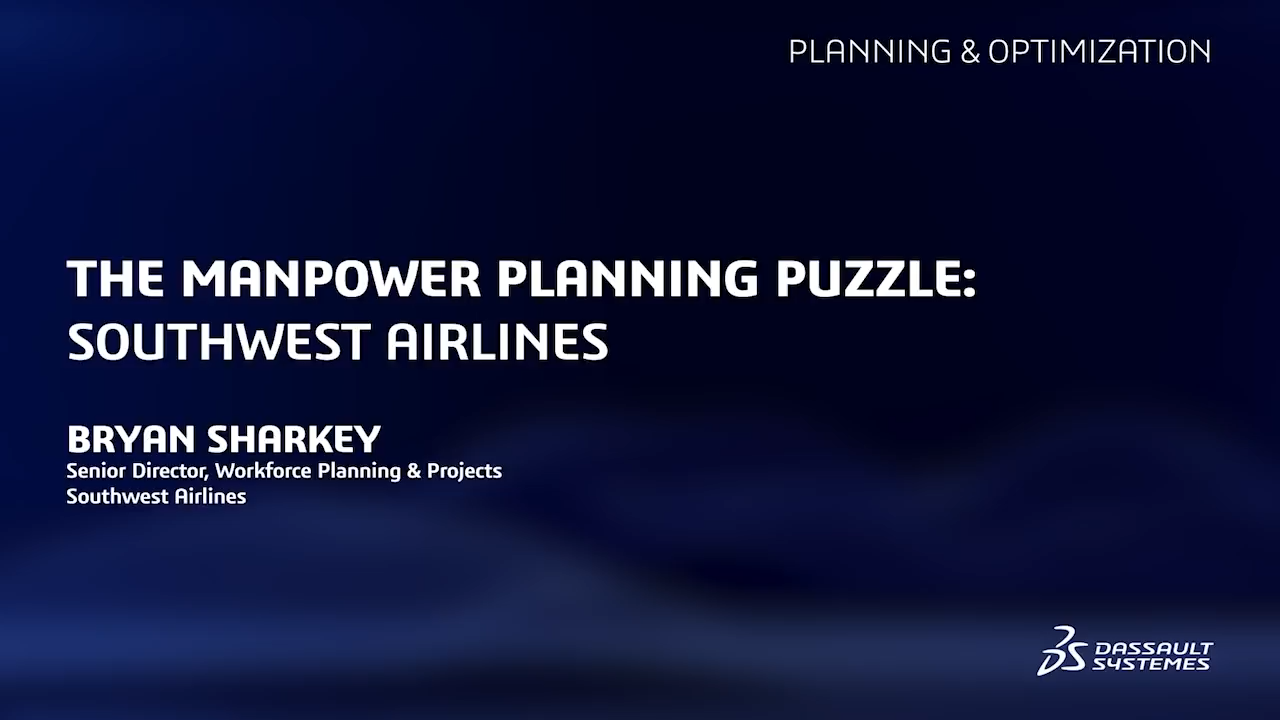 PLANNING & OPTIMIZATION
THE MANPOWER PLANNING PUZZLE:
SOUTHWEST AIRLINES
BRYAN SHARKEY
Senior Director, Workforce Planning & Projects
Southwest Airlines
DASSAULT
SYSTEMES